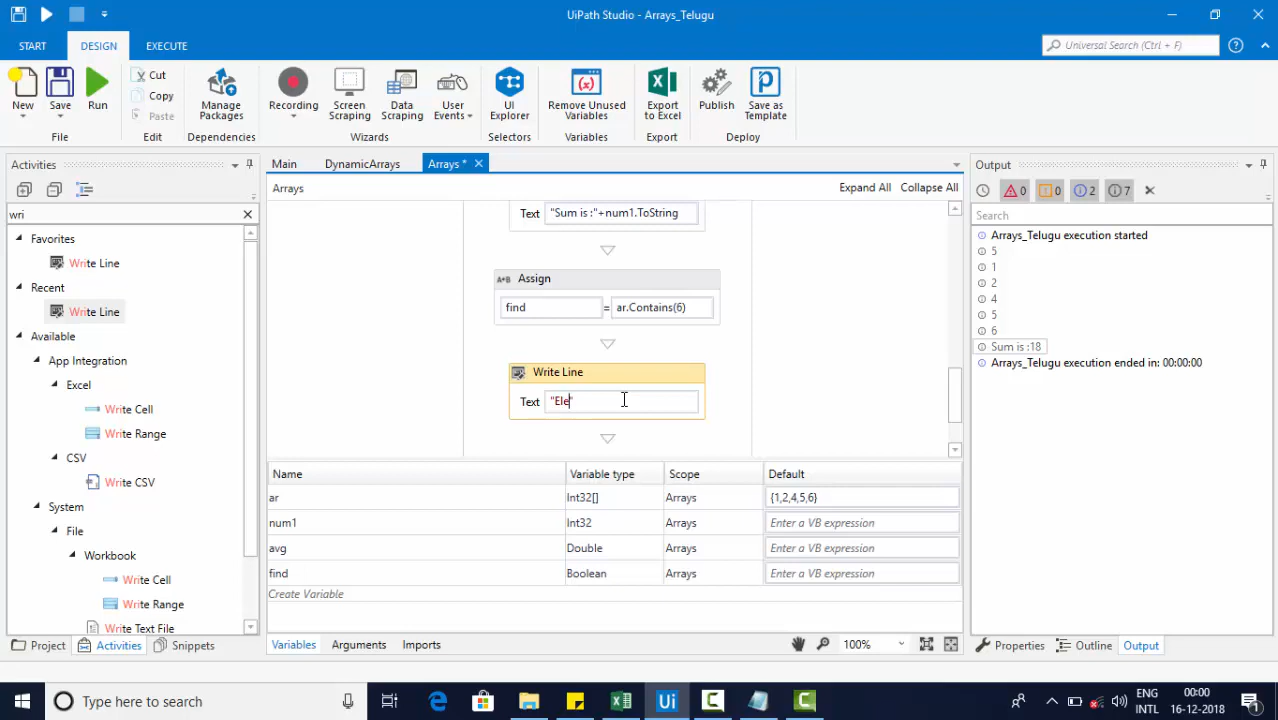 UiPath Studio - Arrays_Telugu
START
DESIGN
EXECUTE
Universal Search (Ctrl + F)
New
Save
Run
Cut
Copy
Paste
Manage Packages
Recording
Screen Scraping
Data Scraping
User Events
UI Explorer
Remove Unused Variables
Export to Excel
Publish
Save as Template
File
Edit
Dependencies
Wizards
Selectors
Variables
Export
Deploy
Activities
wri
Favorites
Write Line
Recent
Write Line
Available
App Integration
Excel
Write Cell
Write Range
CSV
Write CSV
System
File
Workbook
Write Cell
Write Range
Write Text File
Project
Activities
Snippets
Main
DynamicArrays
Arrays *
Arrays
Expand All
Collapse All
Text "Sum is :"+num1.ToString
A*B Assign
find = ar.Contains(6)
Write Line
Text "Ele"
Name Variable type Scope Default
ar Int32[] Arrays {1,2,4,5,6}
num1 Int32 Arrays Enter a VB expression
avg Double Arrays Enter a VB expression
find Boolean Arrays Enter a VB expression
Create Variable
Variables
Arguments
Imports
100%
Output
0
0
2
7
Search
Arrays_Telugu execution started
5
1
2
4
5
6
Sum is :18
Arrays_Telugu execution ended in: 00:00:00
Properties
Outline
Output
Type here to search
Ui
ENG
INTL
00:00
16-12-2018
1